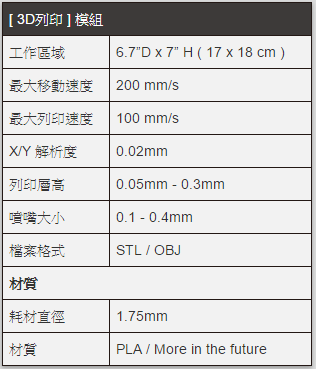 [ 3D列印 ] 模組
工作區域 6.7”D x 7” H ( 17 x 18 cm )
最大移動速度 200 mm/s
最大列印速度 100 mm/s
X/Y 解析度 0.02mm
列印層高 0.05mm - 0.3mm
噴嘴大小 0.1 - 0.4mm
檔案格式 STL / OBJ
材質
耗材直徑 1.75mm
材質 PLA / More in the future